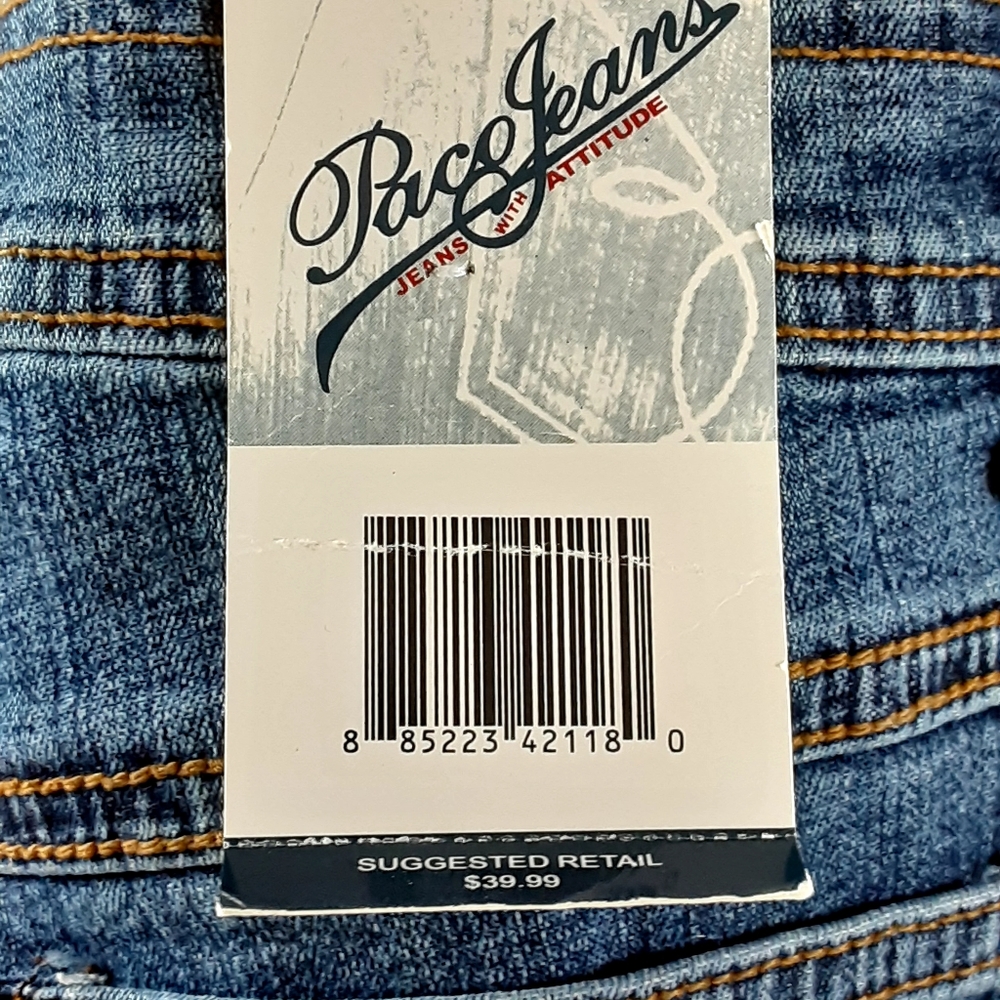 Paco Jeans
JEANS WITH ATTITUDE
8 85223 42118 0
SUGGESTED RETAIL
$39.99